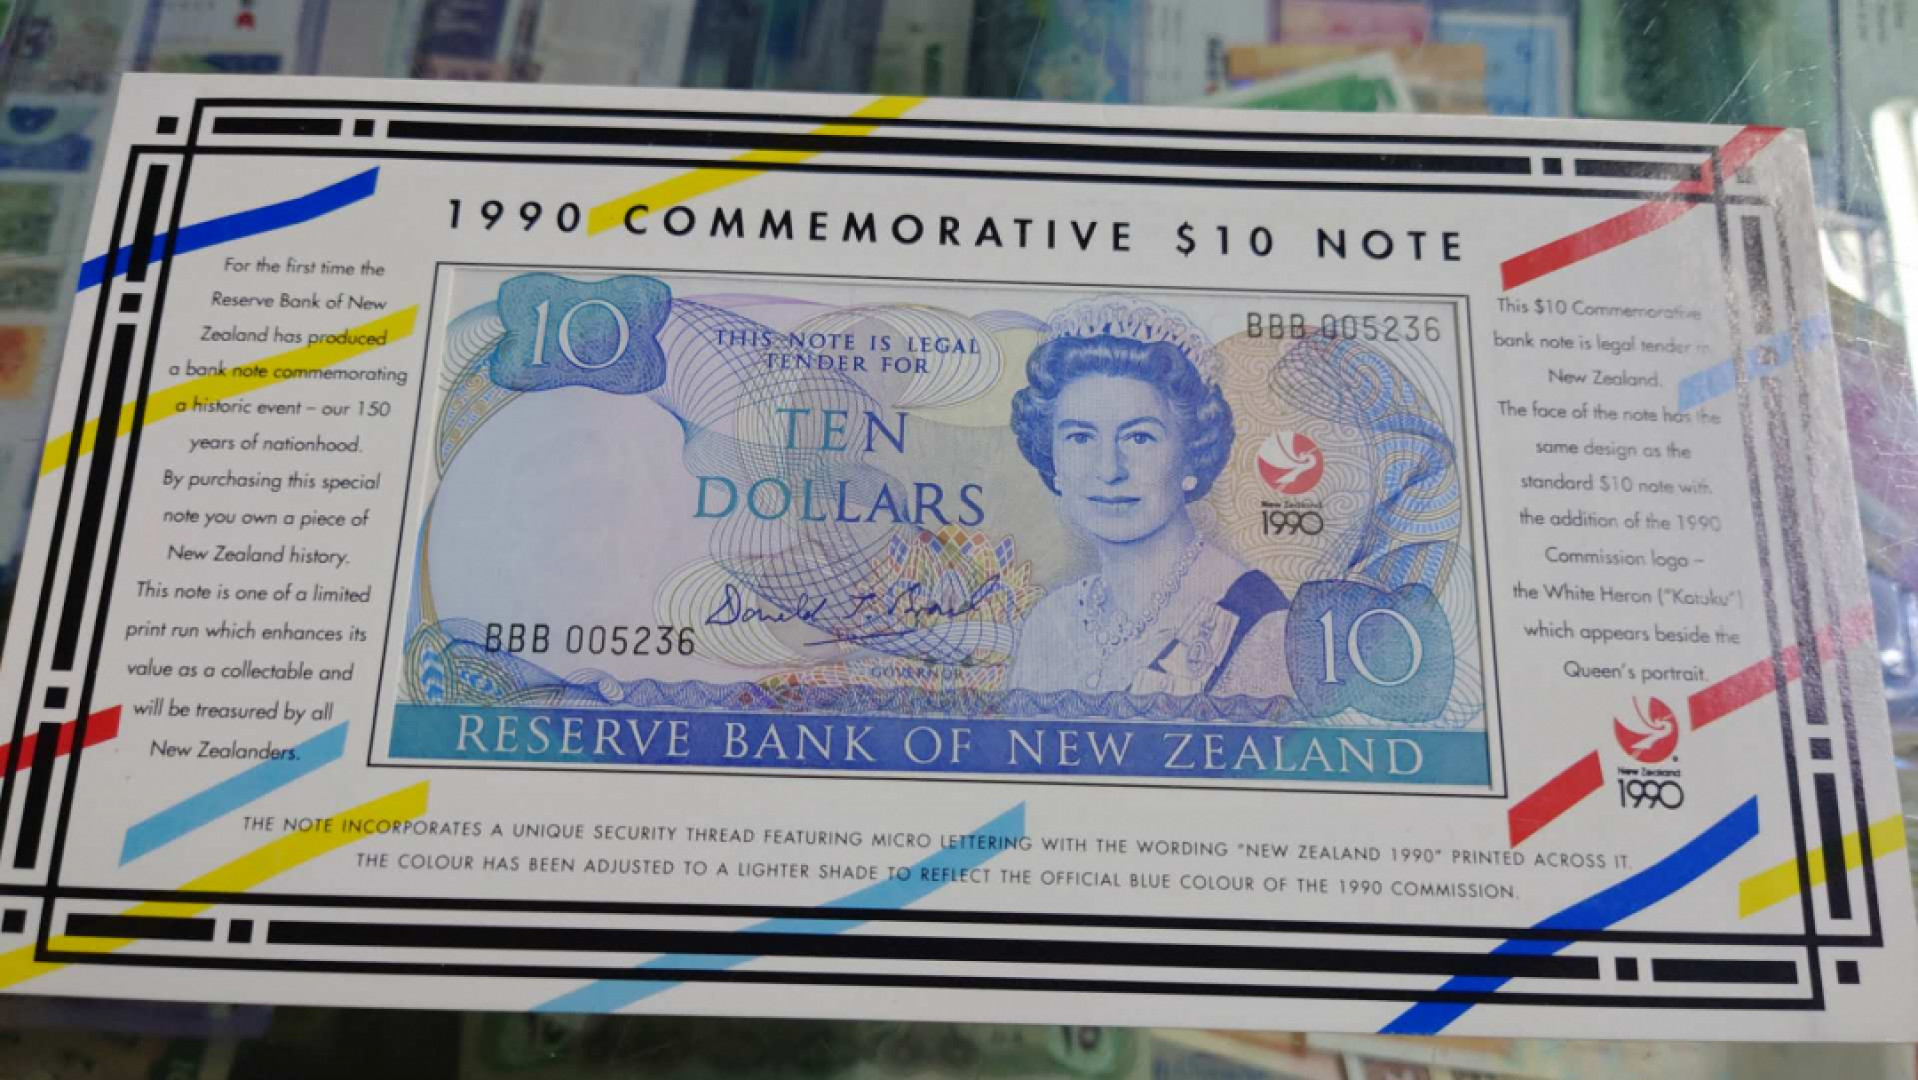 1990 COMMEMORATIVE $10 NOTE
For the first time the
Reserve Bank of New
Zealand has produced
a bank note commemorating
a historic event – our 150
years of nationhood.
By purchasing this special
note you own a piece of
New Zealand history.
This note is one of a limited
print run which enhances its
value as a collectable and
will be treasured by all
New Zealanders.
10
THIS NOTE IS LEGAL
TENDER FOR
TEN
DOLLARS
BBB 005236
New Zealand
1990
Donald T. Brash
BBB 005236
GOVERNOR
10
RESERVE BANK OF NEW ZEALAND
This $10 Commemorative
bank note is legal tender in
New Zealand.
The face of the note has the
same design as the
standard $10 note with
the addition of the 1990
Commission logo –
the White Heron ("Kotuku")
which appears beside the
Queen's portrait.
New Zealand
1990
THE NOTE INCORPORATES A UNIQUE SECURITY THREAD FEATURING MICRO LETTERING WITH THE WORDING "NEW ZEALAND 1990" PRINTED ACROSS IT.
THE COLOUR HAS BEEN ADJUSTED TO A LIGHTER SHADE TO REFLECT THE OFFICIAL BLUE COLOUR OF THE 1990 COMMISSION.